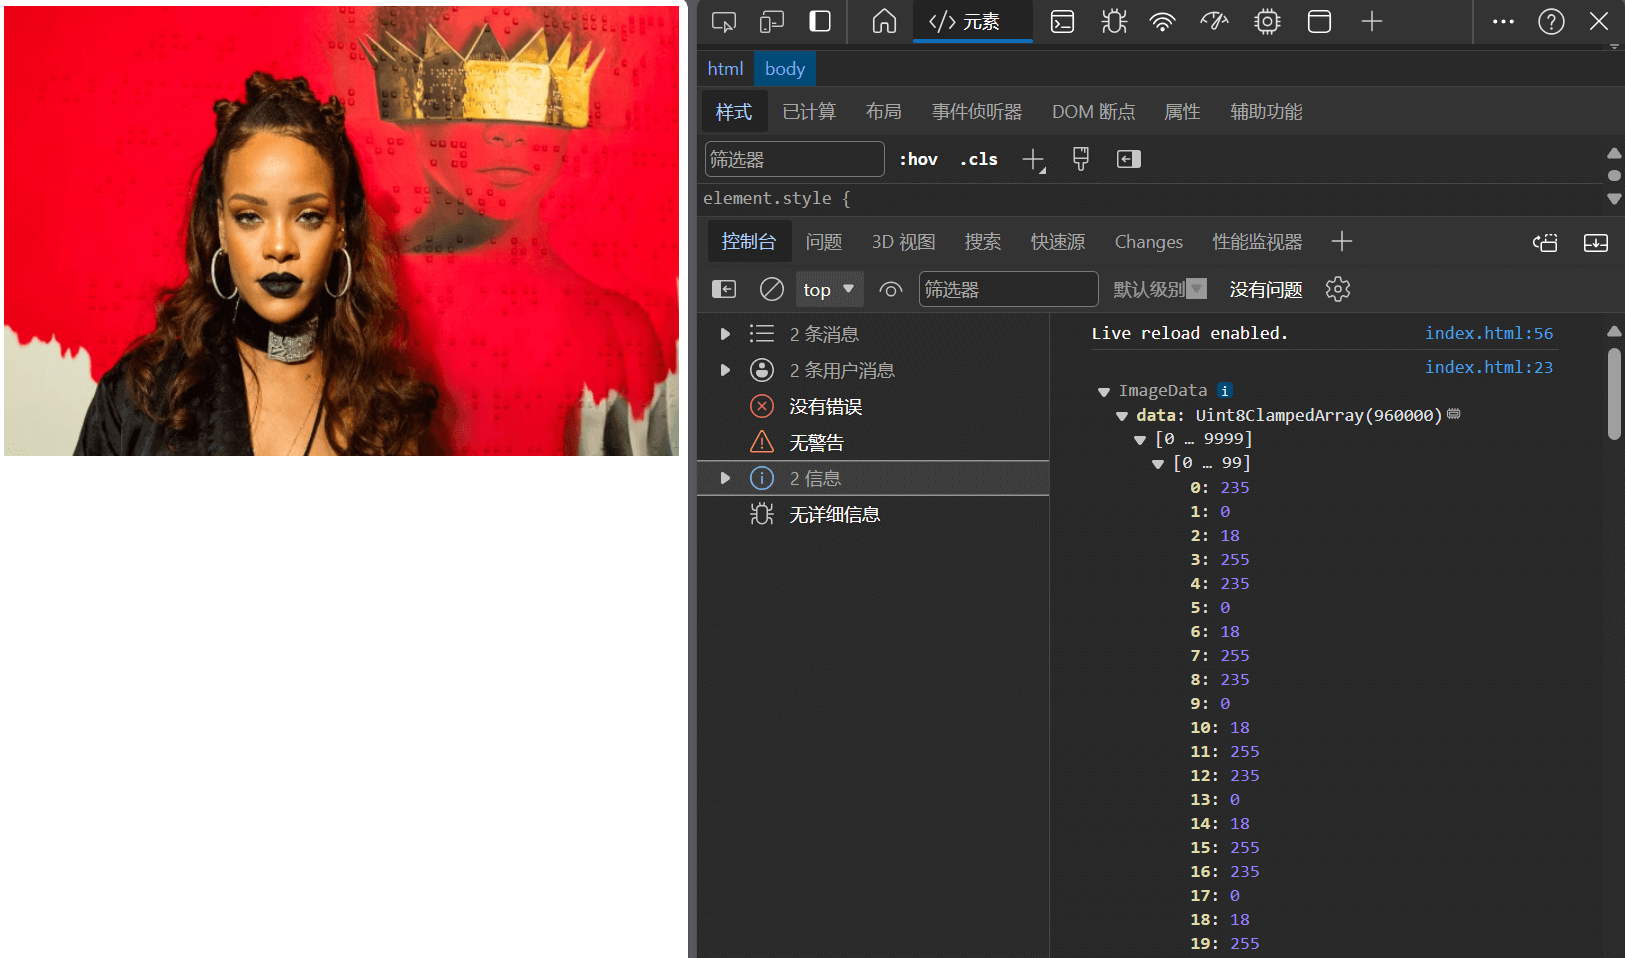 元素
html body
样式 已计算 布局 事件侦听器 DOM 断点 属性 辅助功能
筛选器 :hov .cls
element.style {
控制台 问题 3D 视图 搜索 快速源 Changes 性能监视器
top 筛选器 默认级别 没有问题
2 条消息
2 条用户消息
没有错误
无警告
2 信息
无详细信息
Live reload enabled. index.html:56
index.html:23
ImageData i
data: Uint8ClampedArray(960000)
[0 … 9999]
[0 … 99]
0: 235
1: 0
2: 18
3: 255
4: 235
5: 0
6: 18
7: 255
8: 235
9: 0
10: 18
11: 255
12: 235
13: 0
14: 18
15: 255
16: 235
17: 0
18: 18
19: 255